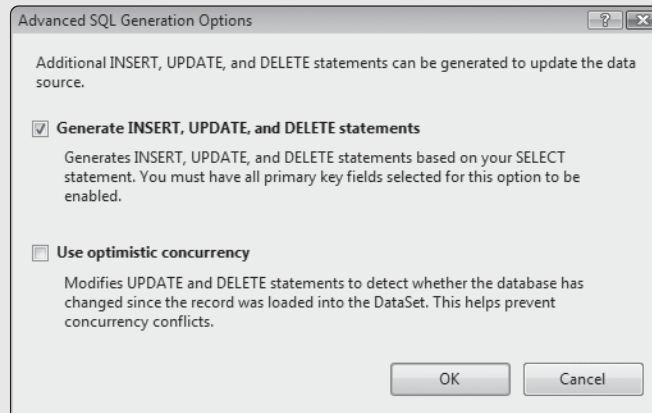 Advanced SQL Generation Options
Additional INSERT, UPDATE, and DELETE statements can be generated to update the data
source.
Generate INSERT, UPDATE, and DELETE statements
Generates INSERT, UPDATE, and DELETE statements based on your SELECT
statement. You must have all primary key fields selected for this option to be
enabled.
Use optimistic concurrency
Modifies UPDATE and DELETE statements to detect whether the database has
changed since the record was loaded into the DataSet. This helps prevent
concurrency conflicts.
OK
Cancel